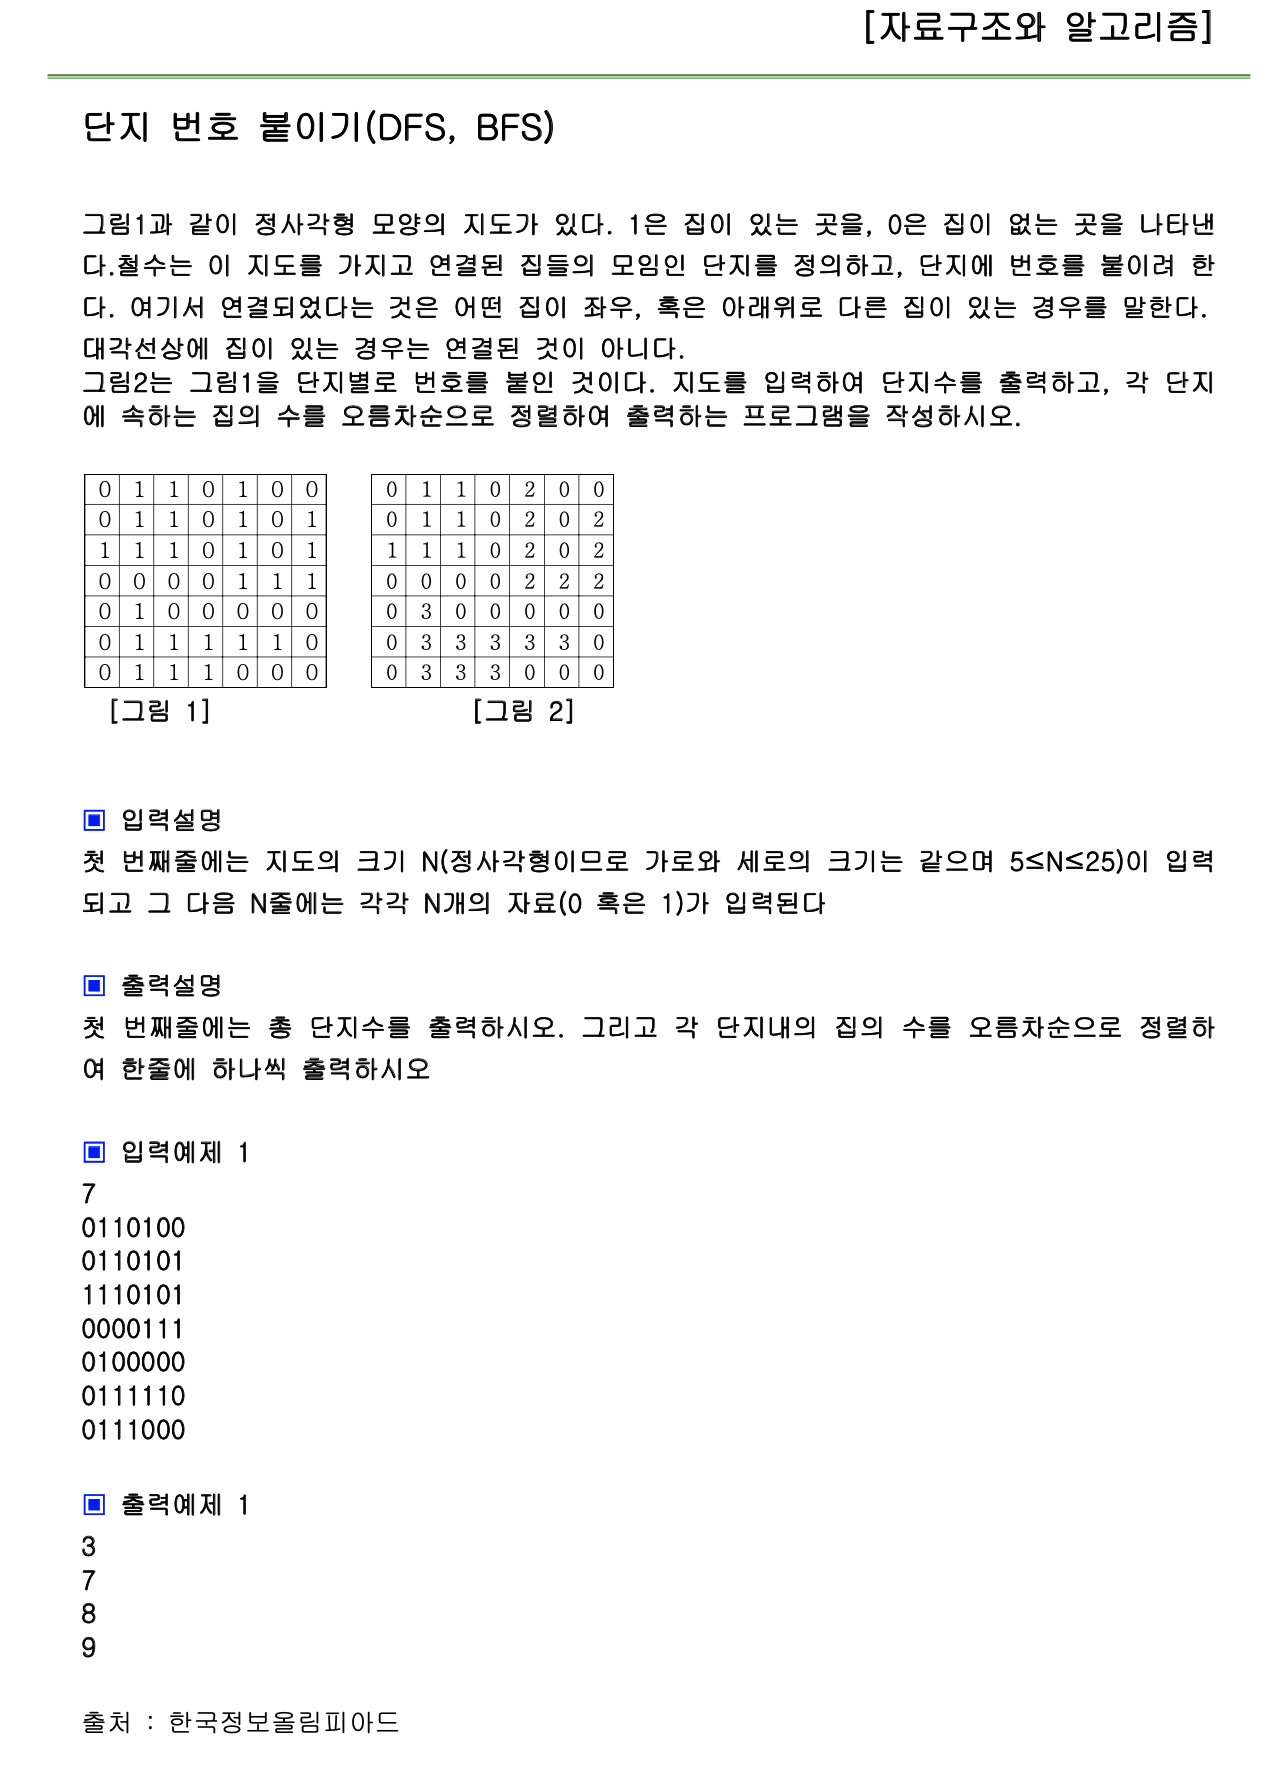 [자료구조와 알고리즘]
단지 번호 붙이기(DFS, BFS)
그림1과 같이 정사각형 모양의 지도가 있다. 1은 집이 있는 곳을, 0은 집이 없는 곳을 나타낸
다.철수는 이 지도를 가지고 연결된 집들의 모임인 단지를 정의하고, 단지에 번호를 붙이려 한
다. 여기서 연결되었다는 것은 어떤 집이 좌우, 혹은 아래위로 다른 집이 있는 경우를 말한다.
대각선상에 집이 있는 경우는 연결된 것이 아니다.
그림2는 그림1을 단지별로 번호를 붙인 것이다. 지도를 입력하여 단지수를 출력하고, 각 단지
에 속하는 집의 수를 오름차순으로 정렬하여 출력하는 프로그램을 작성하시오.
0 1 1 0 1 0 0
0 1 1 0 1 0 1
1 1 1 0 1 0 1
0 0 0 0 1 1 1
0 1 0 0 0 0 0
0 1 1 1 1 1 0
0 1 1 1 0 0 0
[그림 1]
0 1 1 0 2 0 0
0 1 1 0 2 0 2
1 1 1 0 2 0 2
0 0 0 0 2 2 2
0 3 0 0 0 0 0
0 3 3 3 3 3 0
0 3 3 3 0 0 0
[그림 2]
▣ 입력설명
첫 번째줄에는 지도의 크기 N(정사각형이므로 가로와 세로의 크기는 같으며 5≤N≤25)이 입력
되고 그 다음 N줄에는 각각 N개의 자료(0 혹은 1)가 입력된다
▣ 출력설명
첫 번째줄에는 총 단지수를 출력하시오. 그리고 각 단지내의 집의 수를 오름차순으로 정렬하
여 한줄에 하나씩 출력하시오
▣ 입력예제 1
7
0110100
0110101
1110101
0000111
0100000
0111110
0111000
▣ 출력예제 1
3
7
8
9
출처 : 한국정보올림피아드